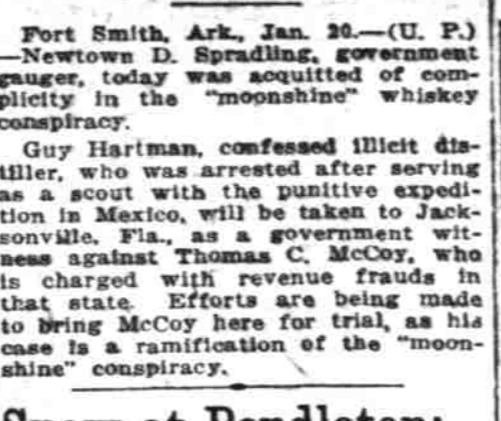 Fort Smith, Ark., Jan. 20.—(U. P.)
—Newtown D. Spradling, government
gauger, today was acquitted of com-
plicity in the "moonshine" whiskey
conspiracy.
Guy Hartman, confessed illicit dis-
tiller, who was arrested after serving
as a scout with the punitive expedi-
tion in Mexico, will be taken to Jack-
sonville, Fla., as a government wit-
ness against Thomas C. McCoy, who
is charged with revenue frauds in
that state. Efforts are being made
to bring McCoy here for trial, as his
case is a ramification of the "moon-
shine" conspiracy.
at Pendleton: